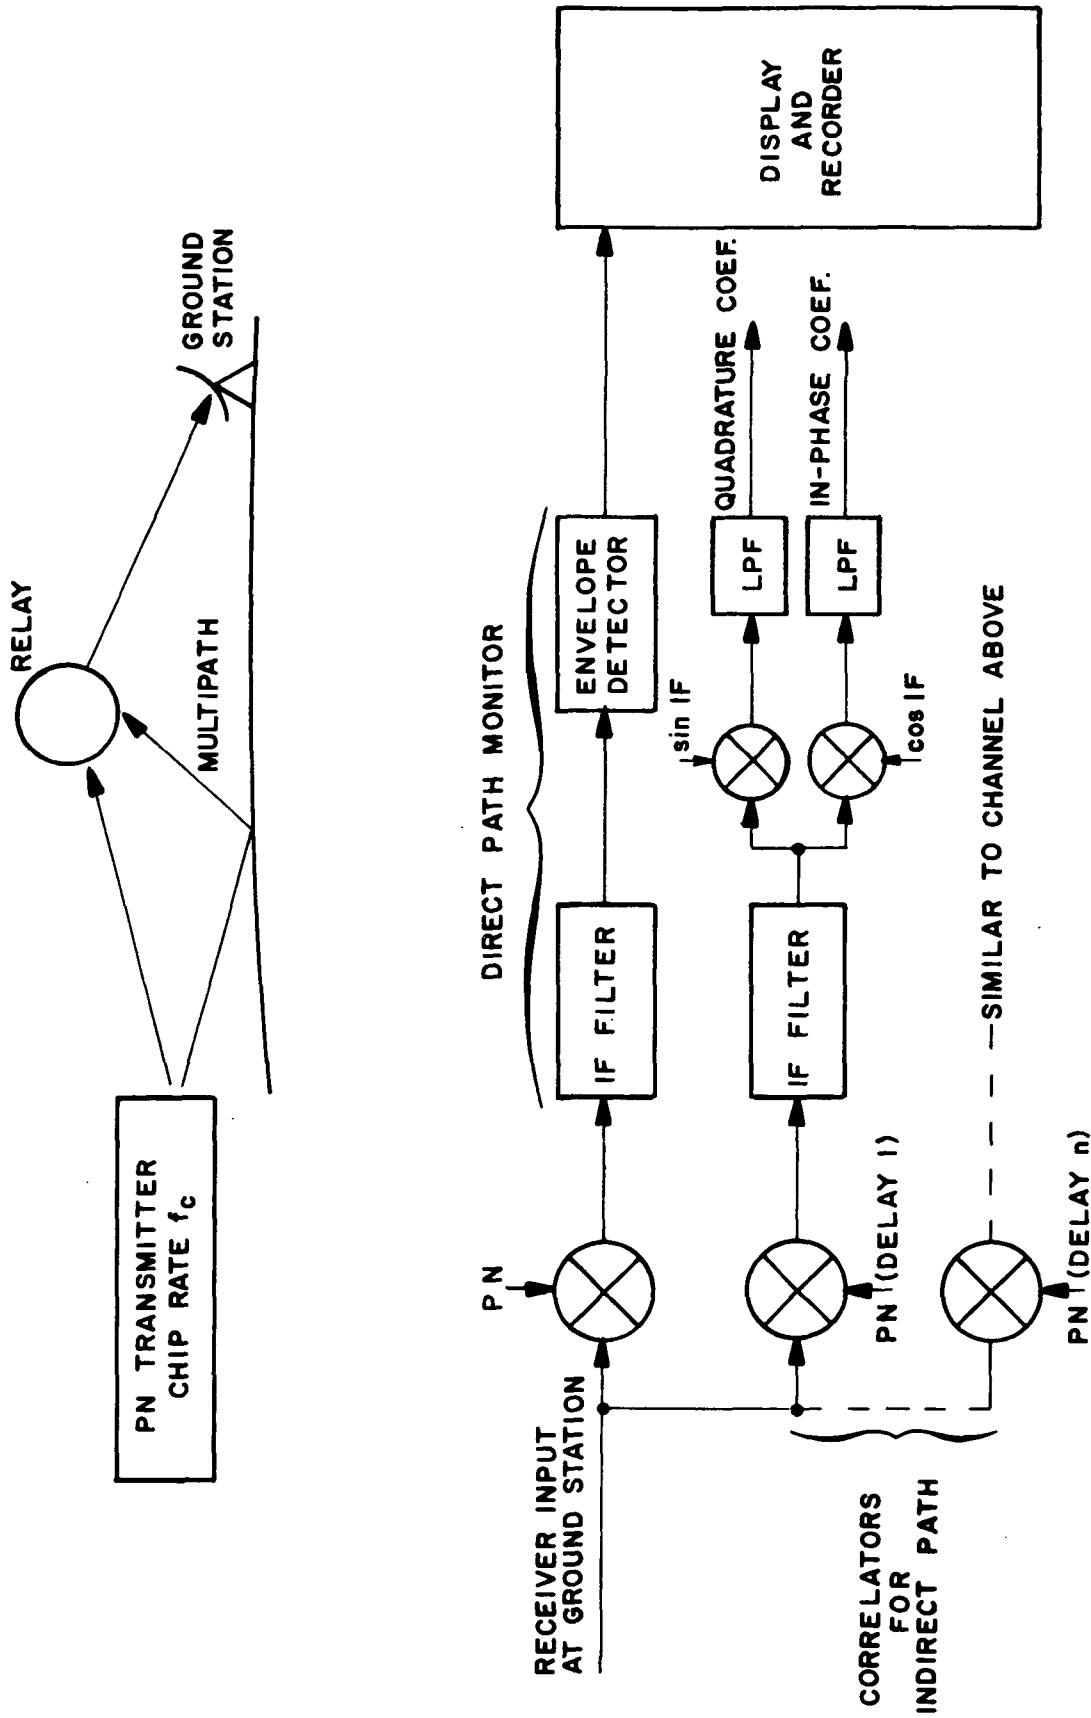 PN TRANSMITTER
CHIP RATE fc
RELAY
MULTIPATH
GROUND
STATION
RECEIVER INPUT
AT GROUND STATION
PN
DIRECT PATH MONITOR
IF FILTER
ENVELOPE
DETECTOR
DISPLAY
AND
RECORDER
CORRELATORS
FOR
INDIRECT PATH
PN (DELAY 1)
IF FILTER
sin IF
cos IF
LPF
LPF
QUADRATURE COEF.
IN-PHASE COEF.
PN (DELAY n)
SIMILAR TO CHANNEL ABOVE